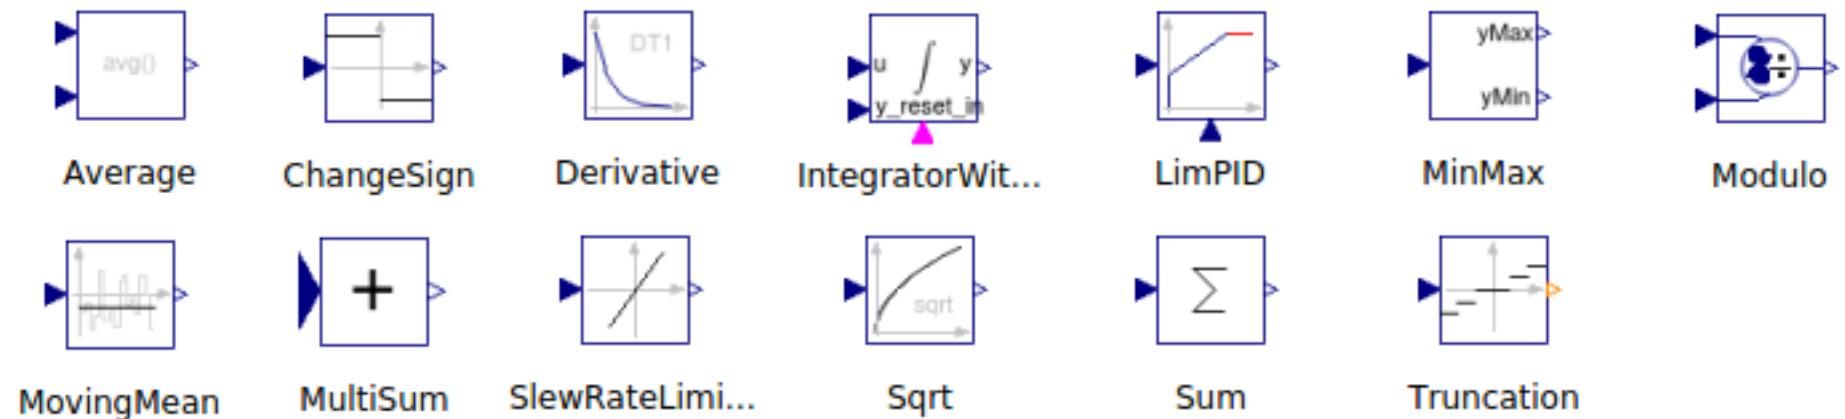 avg()
DT1
u y
y_reset_in
yMax
yMin
Average ChangeSign Derivative IntegratorWit... LimPID MinMax Modulo
sqrt
MovingMean MultiSum SlewRateLimi... Sqrt Sum Truncation